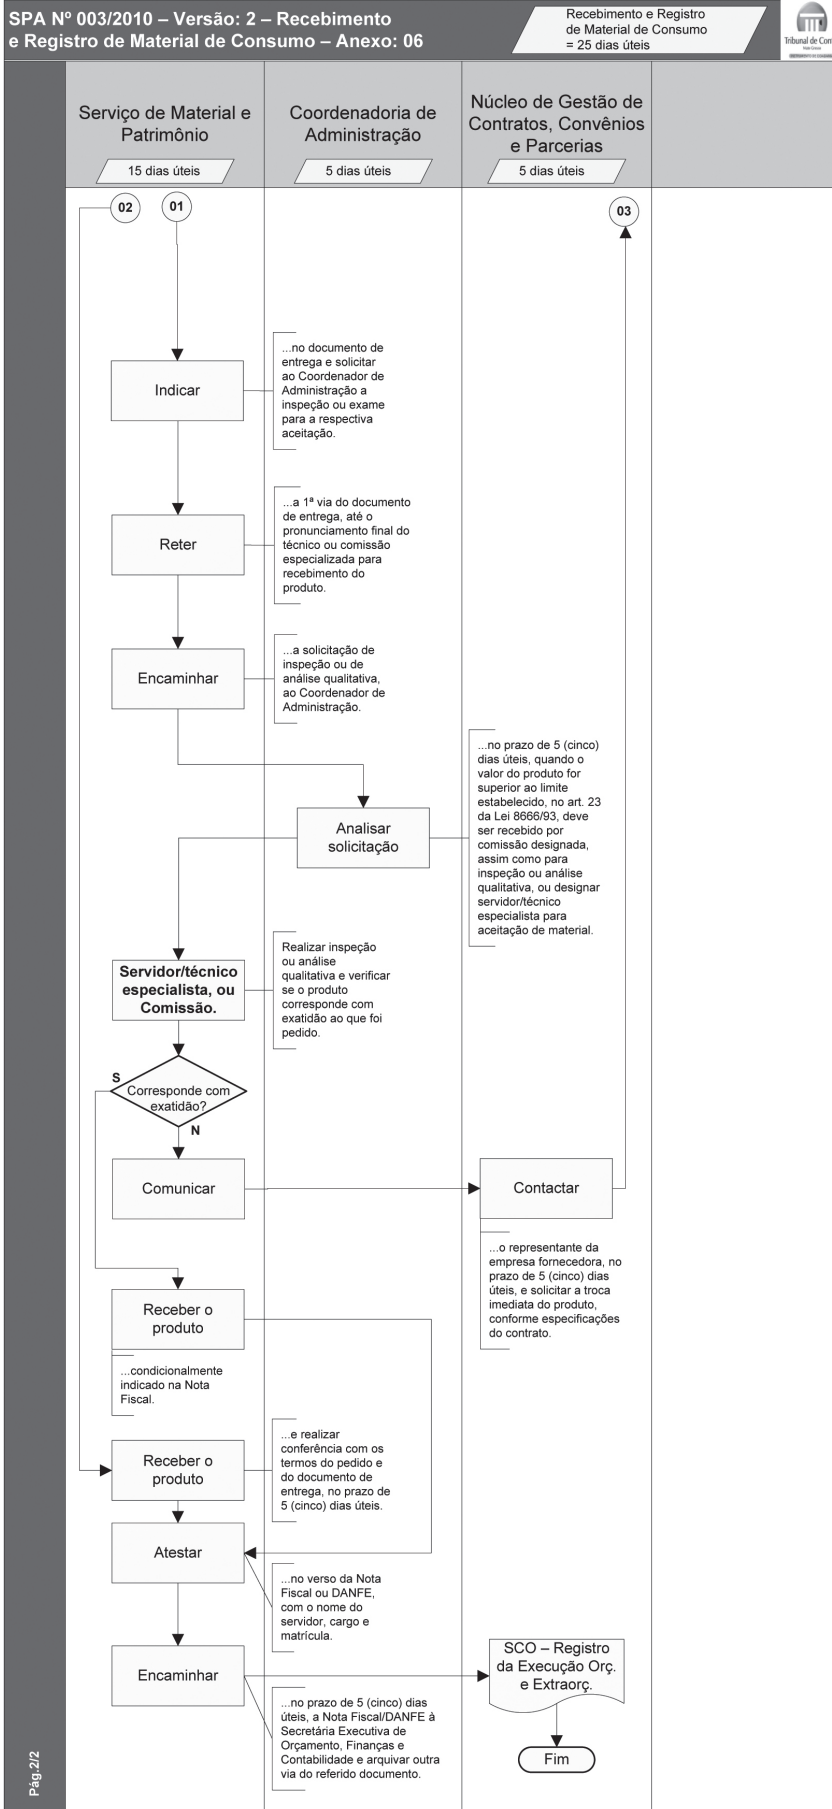 SPA Nº 003/2010 – Versão: 2 – Recebimento
e Registro de Material de Consumo – Anexo: 06
Recebimento e Registro
de Material de Consumo
= 25 dias úteis
Tribunal de Con
Serviço de Material e
Patrimônio
15 dias úteis
Coordenadoria de
Administração
5 dias úteis
Núcleo de Gestão de
Contratos, Convênios
e Parcerias
5 dias úteis
02
01
03
Indicar
...no documento de
entrega e solicitar
ao Coordenador de
Administração a
inspeção ou exame
para a respectiva
aceitação.
Reter
...a 1ª via do documento
de entrega, até o
pronunciamento final do
técnico ou comissão
especializada para
recebimento do
produto.
Encaminhar
...a solicitação de
inspeção ou de
análise qualitativa,
ao Coordenador de
Administração.
Analisar
solicitação
...no prazo de 5 (cinco)
dias úteis, quando o
valor do produto for
superior ao limite
estabelecido, no art. 23
da Lei 8666/93, deve
ser recebido por
comissão designada,
assim como para
inspeção ou análise
qualitativa, ou designar
servidor/técnico
especialista para
aceitação de material.
Servidor/técnico
especialista, ou
Comissão.
Realizar inspeção
ou análise
qualitativa e verificar
se o produto
corresponde com
exatidão ao que foi
pedido.
S
Corresponde com
exatidão?
N
Comunicar
Contactar
...o representante da
empresa fornecedora, no
prazo de 5 (cinco) dias
úteis, e solicitar a troca
imediata do produto,
conforme especificações
do contrato.
Receber o
produto
...condicionalmente
indicado na Nota
Fiscal.
Receber o
produto
...e realizar
conferência com os
termos do pedido e
do documento de
entrega, no prazo de
5 (cinco) dias úteis.
Atestar
...no verso da Nota
Fiscal ou DANFE,
com o nome do
servidor, cargo e
matrícula.
Encaminhar
SCO – Registro
da Execução Orç.
e Extraorç.
...no prazo de 5 (cinco) dias
úteis, a Nota Fiscal/DANFE à
Secretária Executiva de
Orçamento, Finanças e
Contabilidade e arquivar outra
via do referido documento.
Fim
Pág.2/2